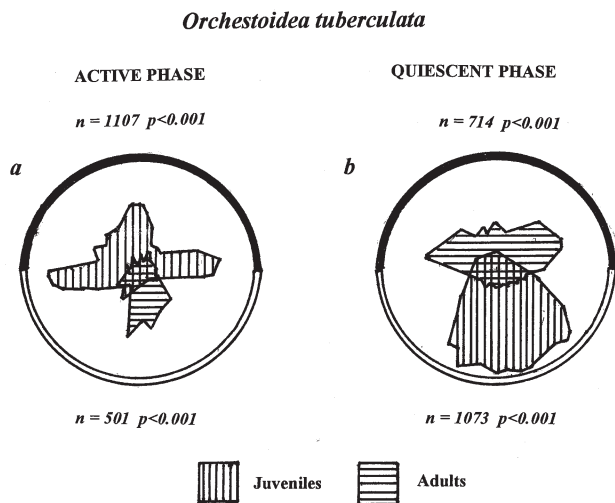 Orchestoidea tuberculata
ACTIVE PHASE
QUIESCENT PHASE
n = 1107 p<0.001
n = 714 p<0.001
a
b
n = 501 p<0.001
n = 1073 p<0.001
Juveniles
Adults